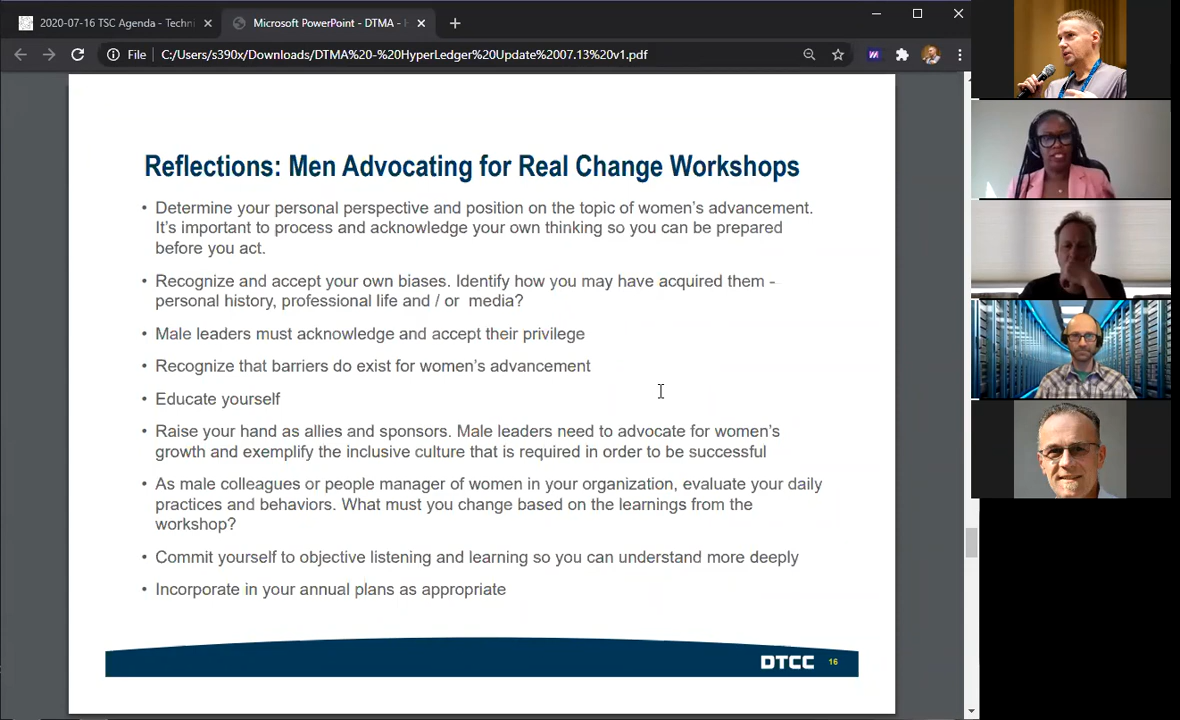 2020-07-16 TSC Agenda - Techni
Microsoft PowerPoint - DTMA - H
File
C:/Users/s390x/Downloads/DTMA%20-%20HyperLedger%20Update%2007.13%20v1.pdf
Reflections: Men Advocating for Real Change Workshops
• Determine your personal perspective and position on the topic of women’s advancement.
It’s important to process and acknowledge your own thinking so you can be prepared
before you act.
• Recognize and accept your own biases. Identify how you may have acquired them -
personal history, professional life and / or media?
• Male leaders must acknowledge and accept their privilege
• Recognize that barriers do exist for women’s advancement
• Educate yourself
• Raise your hand as allies and sponsors. Male leaders need to advocate for women’s
growth and exemplify the inclusive culture that is required in order to be successful
• As male colleagues or people manager of women in your organization, evaluate your daily
practices and behaviors. What must you change based on the learnings from the
workshop?
• Commit yourself to objective listening and learning so you can understand more deeply
• Incorporate in your annual plans as appropriate
DTCC 16